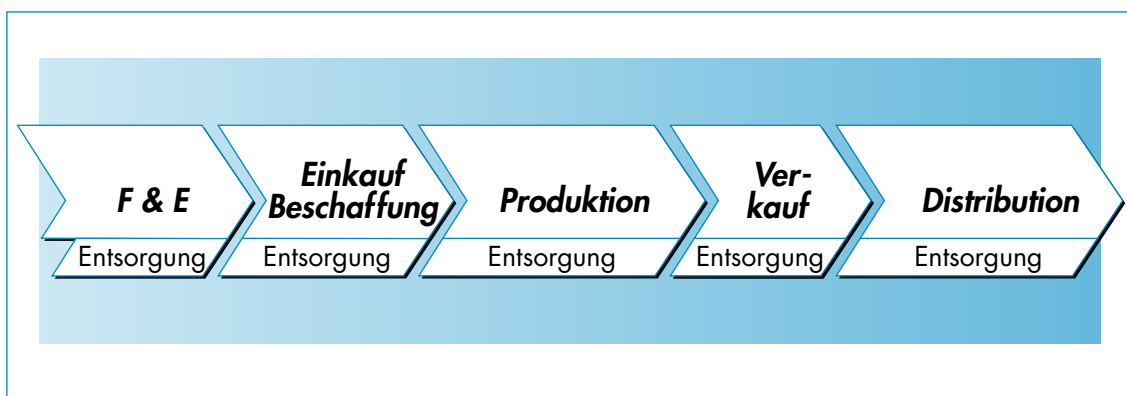 F & E
Einkauf
Beschaffung
Produktion
Ver-
kauf
Distribution
Entsorgung
Entsorgung
Entsorgung
Entsorgung
Entsorgung